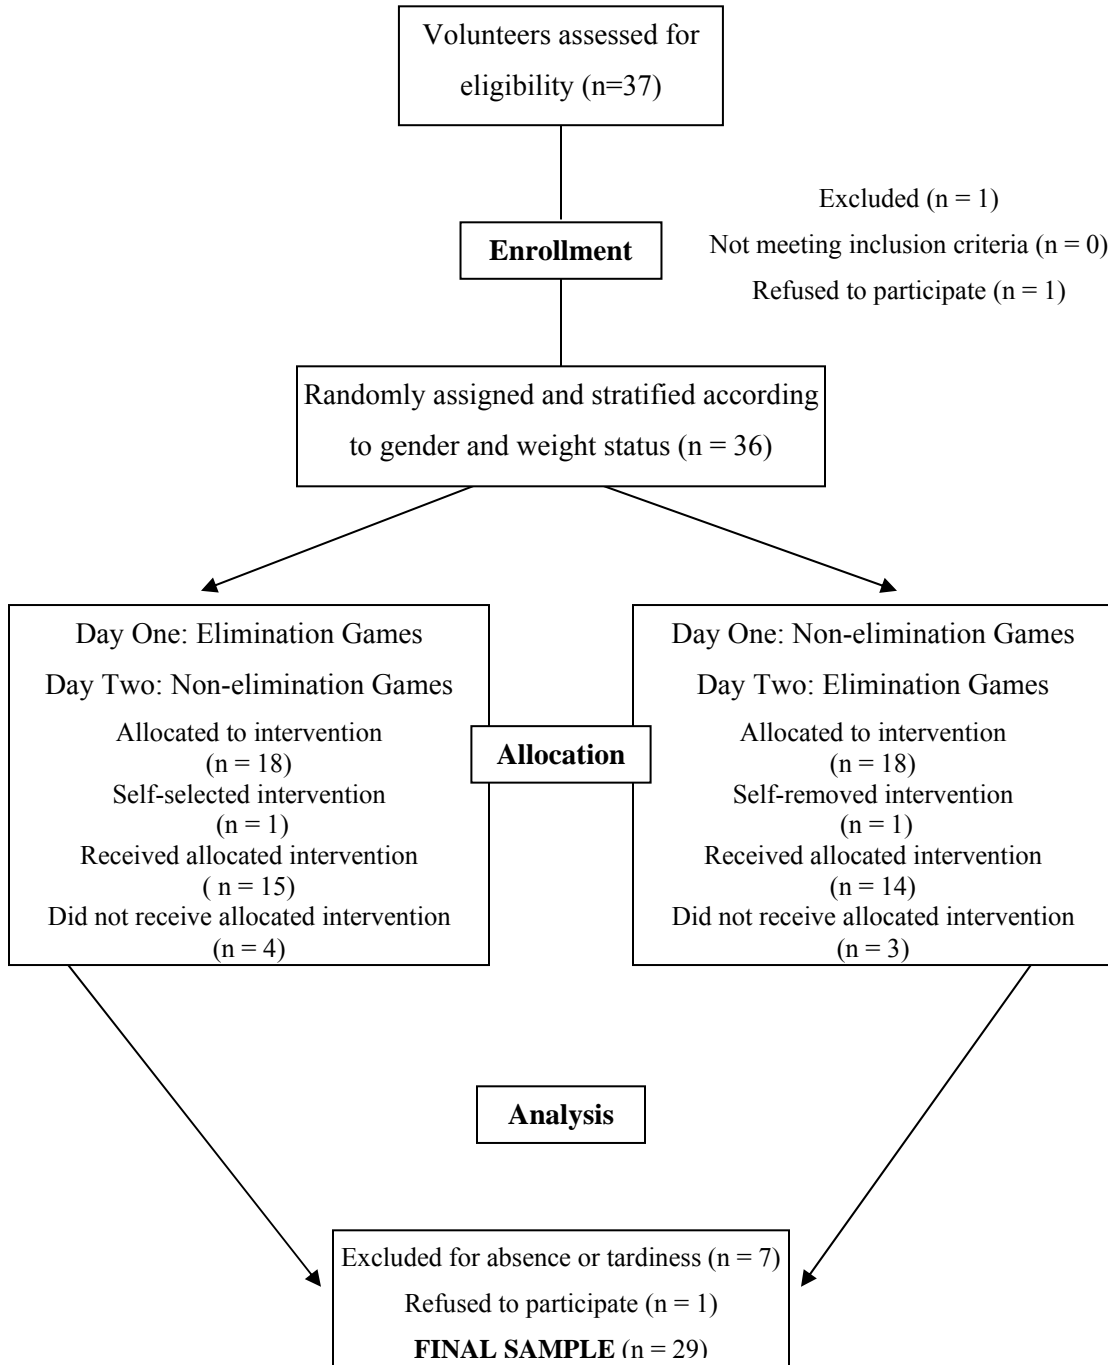 Volunteers assessed for
eligibility (n=37)
Excluded (n = 1)
Enrollment
Not meeting inclusion criteria (n = 0)
Refused to participate (n = 1)
Randomly assigned and stratified according
to gender and weight status (n = 36)
Day One: Elimination Games
Day Two: Non-elimination Games
Allocated to intervention
(n = 18)
Self-selected intervention
(n = 1)
Received allocated intervention
( n = 15)
Did not receive allocated intervention
(n = 4)
Allocation
Day One: Non-elimination Games
Day Two: Elimination Games
Allocated to intervention
(n = 18)
Self-removed intervention
(n = 1)
Received allocated intervention
(n = 14)
Did not receive allocated intervention
(n = 3)
Analysis
Excluded for absence or tardiness (n = 7)
Refused to participate (n = 1)
FINAL SAMPLE (n = 29)